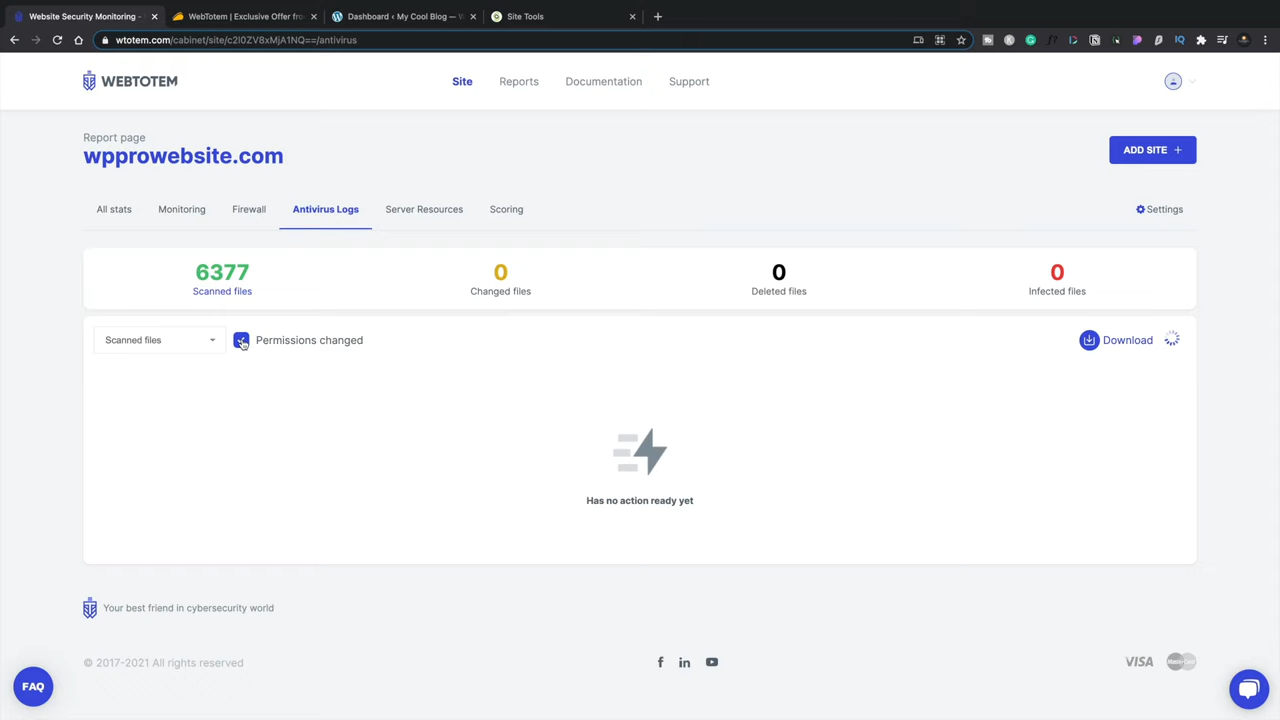 Website Security Monitoring -
WebTotem | Exclusive Offer fro
Dashboard ‹ My Cool Blog — W
Site Tools
wtotem.com/cabinet/site/c2l0ZV8xMjA1NQ==/antivirus
WEBTOTEM
Site
Reports
Documentation
Support
Report page
wpprowebsite.com
ADD SITE +
All stats
Monitoring
Firewall
Antivirus Logs
Server Resources
Scoring
Settings
6377
Scanned files
0
Changed files
0
Deleted files
0
Infected files
Scanned files
Permissions changed
Download
Has no action ready yet
Your best friend in cybersecurity world
© 2017-2021 All rights reserved
VISA
FAQ